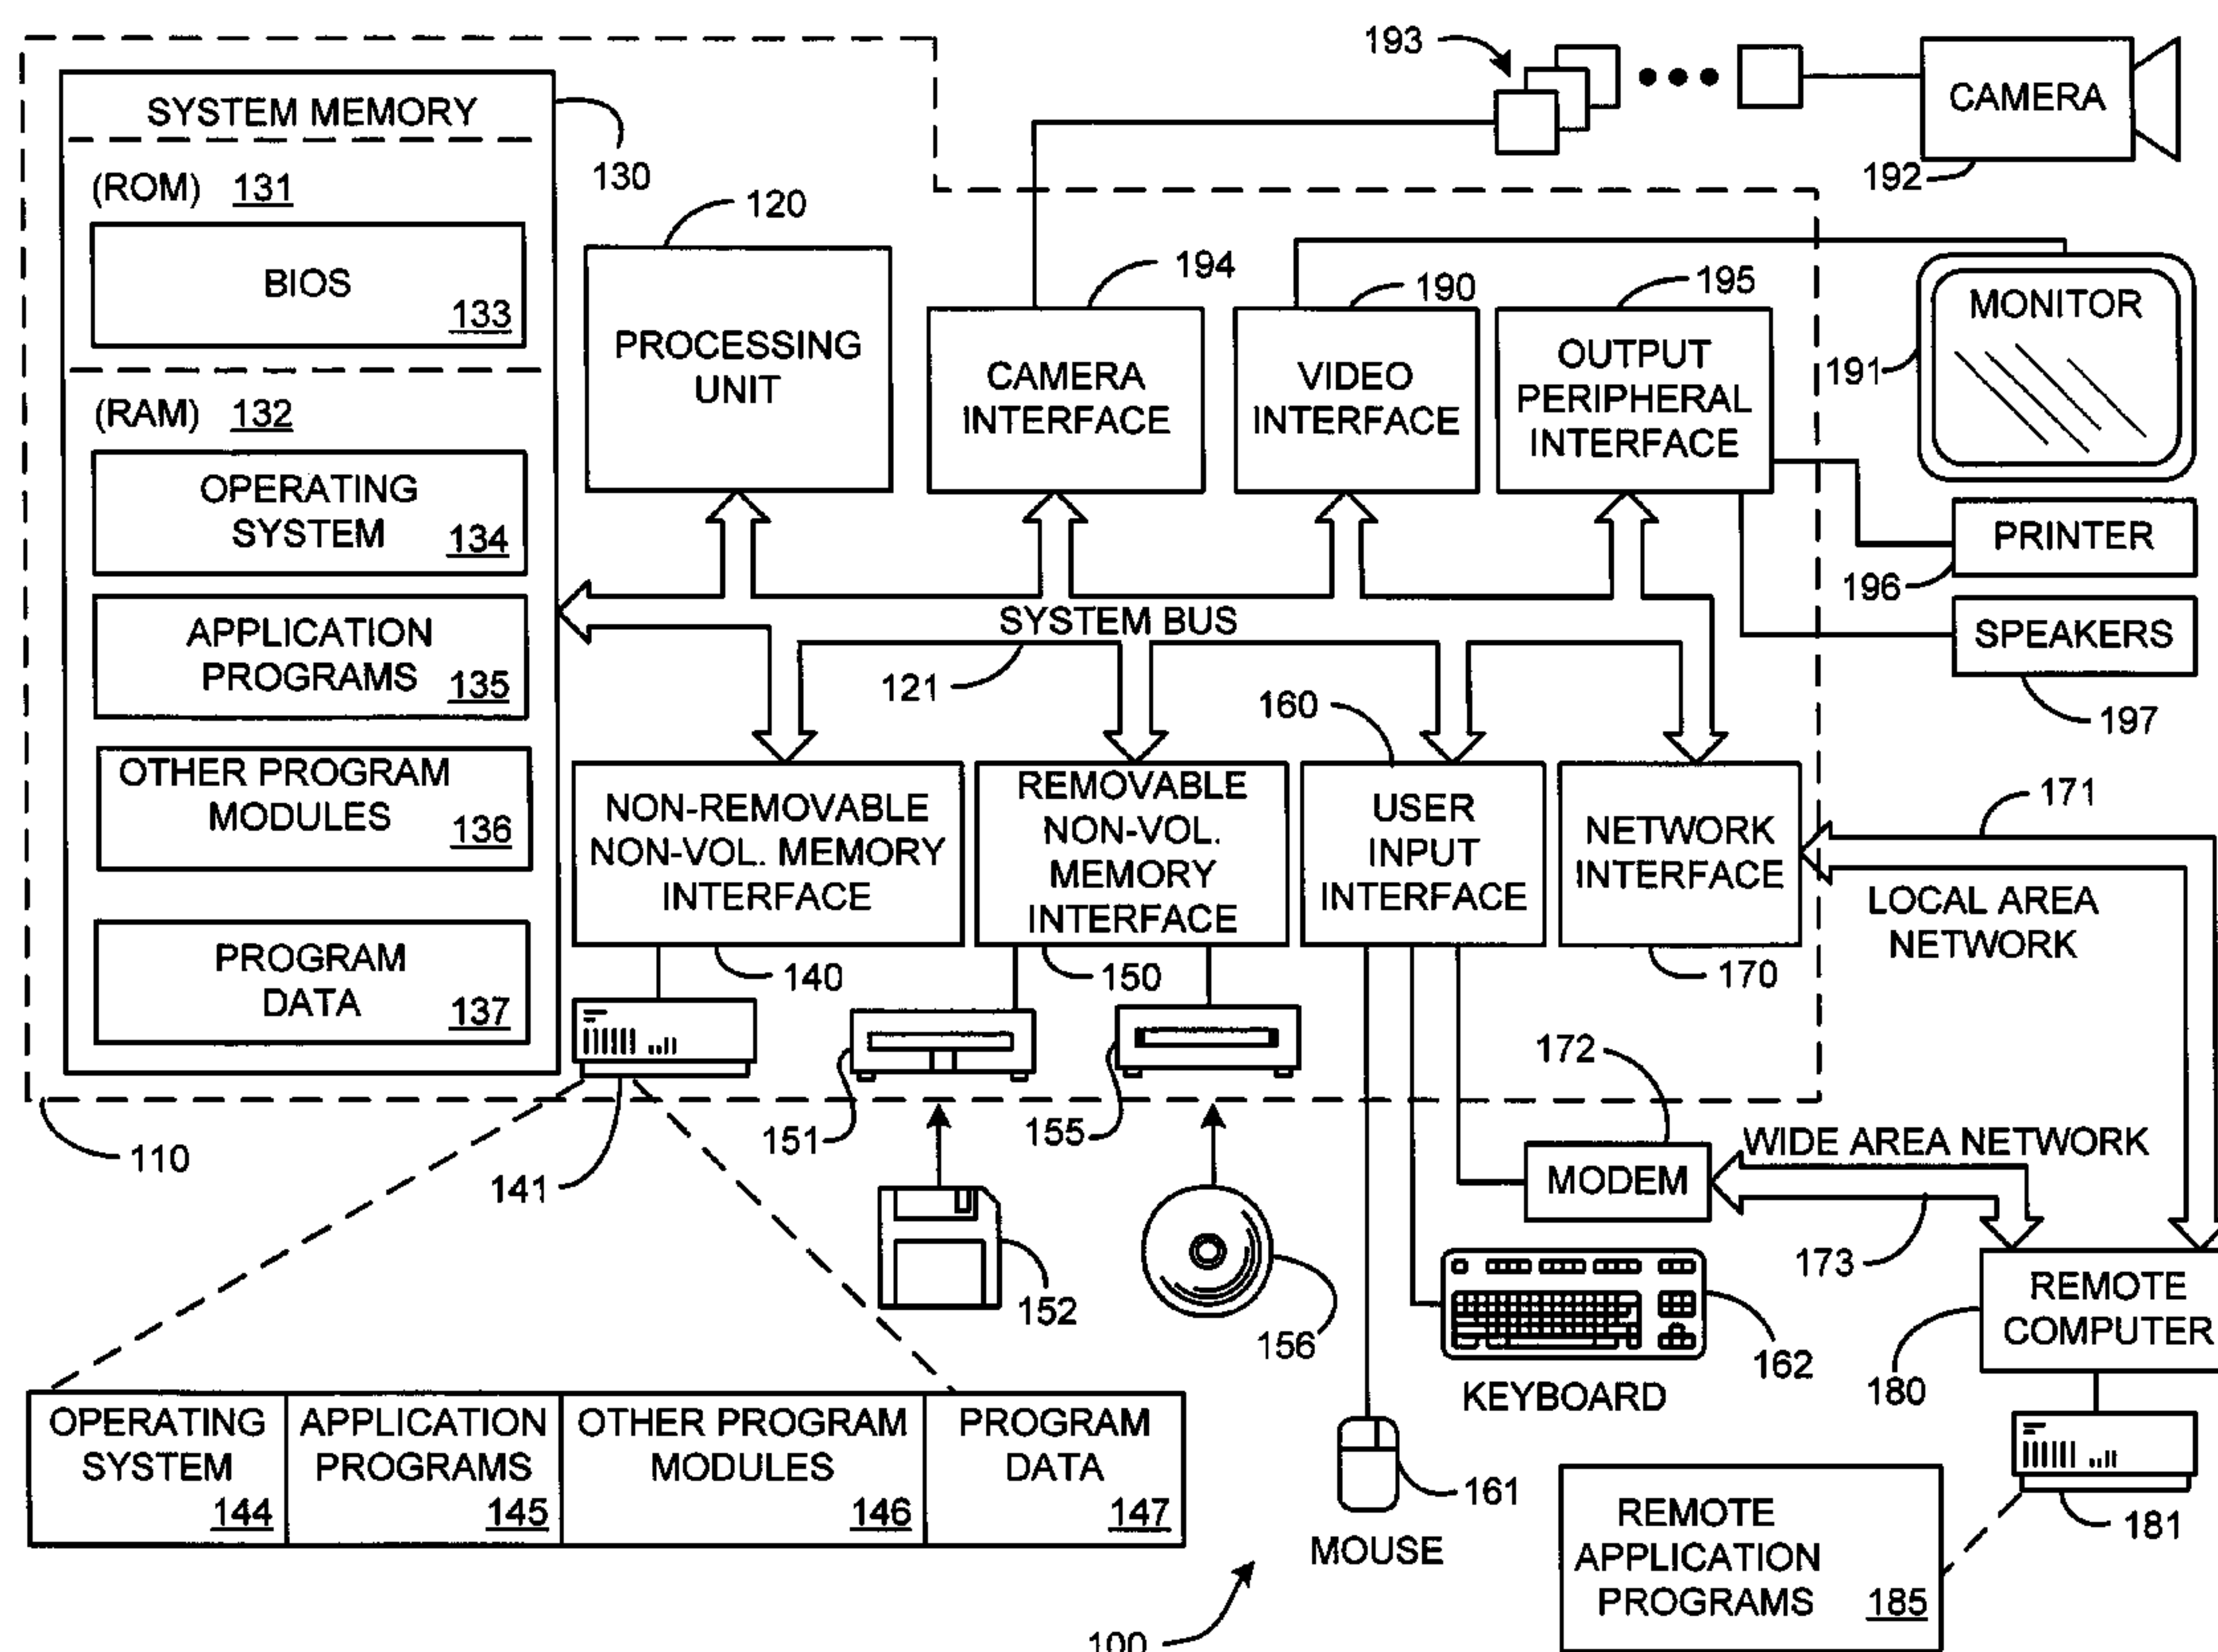 193
CAMERA
192
SYSTEM MEMORY
130
(ROM) 131
BIOS
133
120
PROCESSING
UNIT
194
CAMERA
INTERFACE
190
VIDEO
INTERFACE
195
OUTPUT
PERIPHERAL
INTERFACE
MONITOR
191
(RAM) 132
OPERATING
SYSTEM 134
APPLICATION
PROGRAMS 135
OTHER PROGRAM
MODULES 136
PROGRAM
DATA 137
PRINTER
196
SPEAKERS
197
SYSTEM BUS
121
160
NON-REMOVABLE
NON-VOL. MEMORY
INTERFACE
140
REMOVABLE
NON-VOL.
MEMORY
INTERFACE
150
USER
INPUT
INTERFACE
NETWORK
INTERFACE
170
171
LOCAL AREA
NETWORK
110
141
151
155
152
156
172
MODEM
WIDE AREA NETWORK
173
REMOTE
COMPUTER
180
162
KEYBOARD
161
MOUSE
181
OPERATING
SYSTEM
144
APPLICATION
PROGRAMS
145
OTHER PROGRAM
MODULES
146
PROGRAM
DATA
147
REMOTE
APPLICATION
PROGRAMS 185
100